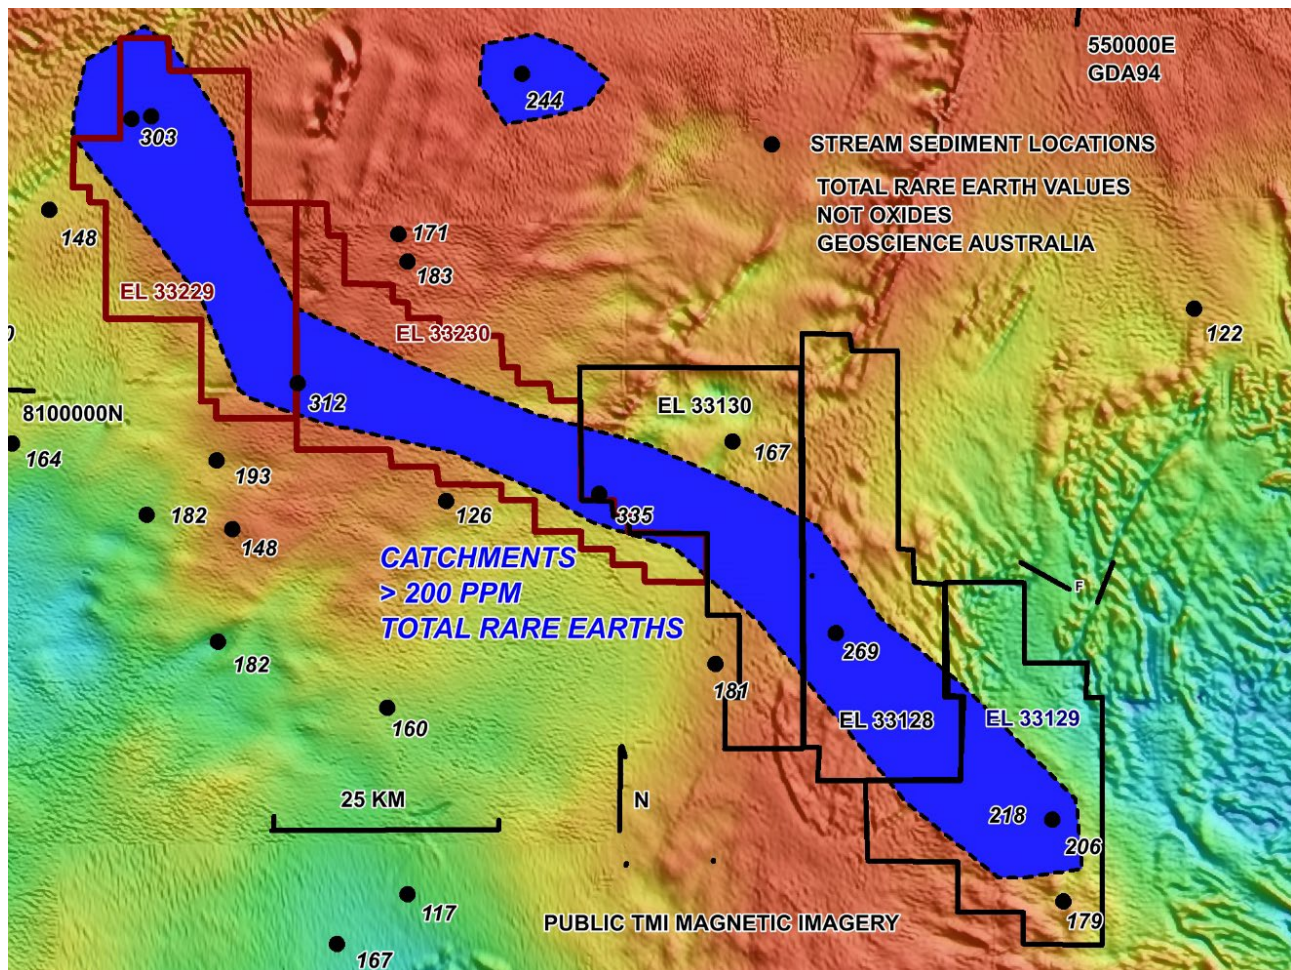 550000E
GDA94
244
303
STREAM SEDIMENT LOCATIONS
TOTAL RARE EARTH VALUES
NOT OXIDES
GEOSCIENCE AUSTRALIA
148
171
183
EL 33229
EL 33230
122
0
312
8100000N
EL 33130
164
193
167
182
148
126
335
CATCHMENTS
> 200 PPM
TOTAL RARE EARTHS
F
182
269
181
160
EL 33128
EL 33129
25 KM
N
218
206
117
179
PUBLIC TMI MAGNETIC IMAGERY
167